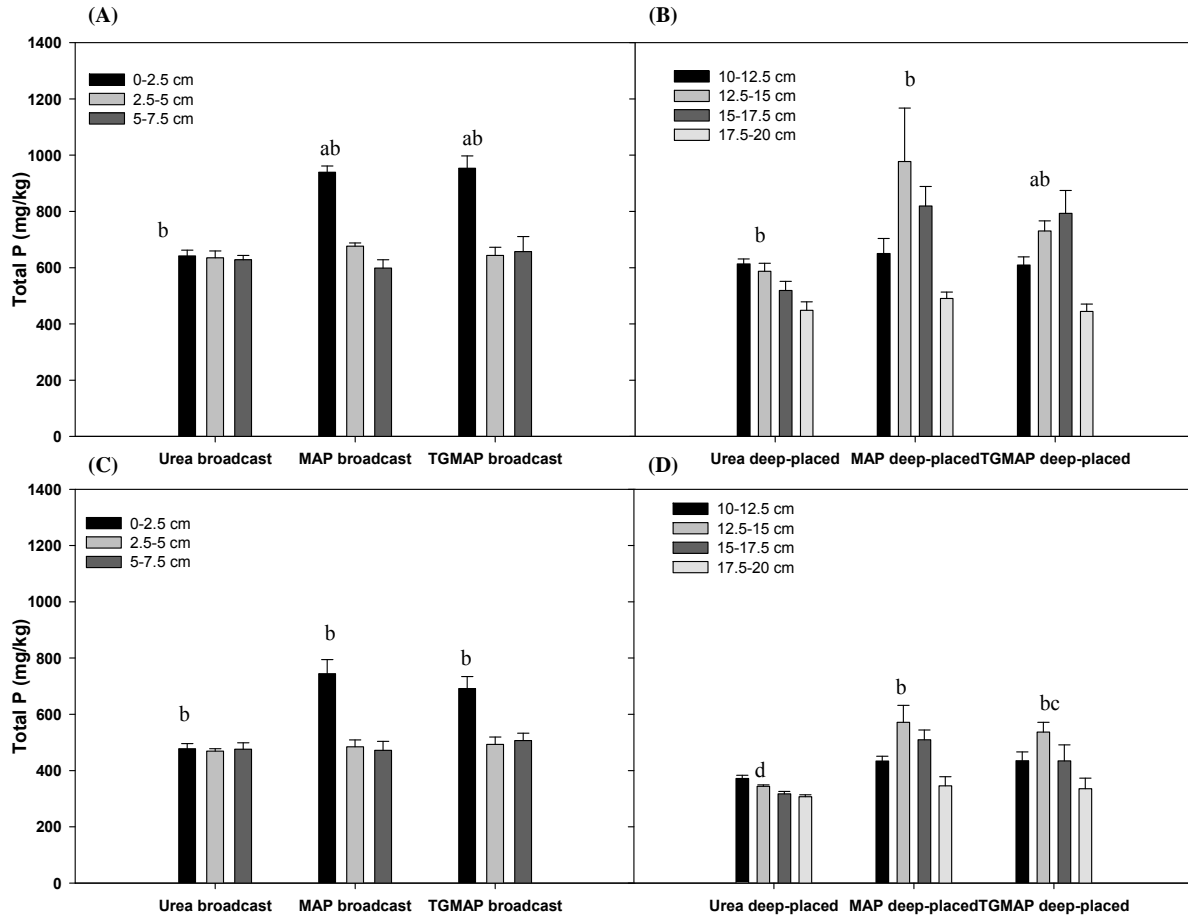 (A)
(B)
1400
1200
1000
800
600
400
200
0
Total P (mg/kg)
0-2.5 cm
2.5-5 cm
5-7.5 cm
b
ab
ab
Urea broadcast
MAP broadcast
TGMAP broadcast
10-12.5 cm
12.5-15 cm
15-17.5 cm
17.5-20 cm
b
b
ab
Urea deep-placed
MAP deep-placed
TGMAP deep-placed
(C)
(D)
1400
1200
1000
800
600
400
200
0
Total P (mg/kg)
0-2.5 cm
2.5-5 cm
5-7.5 cm
b
b
b
Urea broadcast
MAP broadcast
TGMAP broadcast
10-12.5 cm
12.5-15 cm
15-17.5 cm
17.5-20 cm
d
b
bc
Urea deep-placed
MAP deep-placed
TGMAP deep-placed